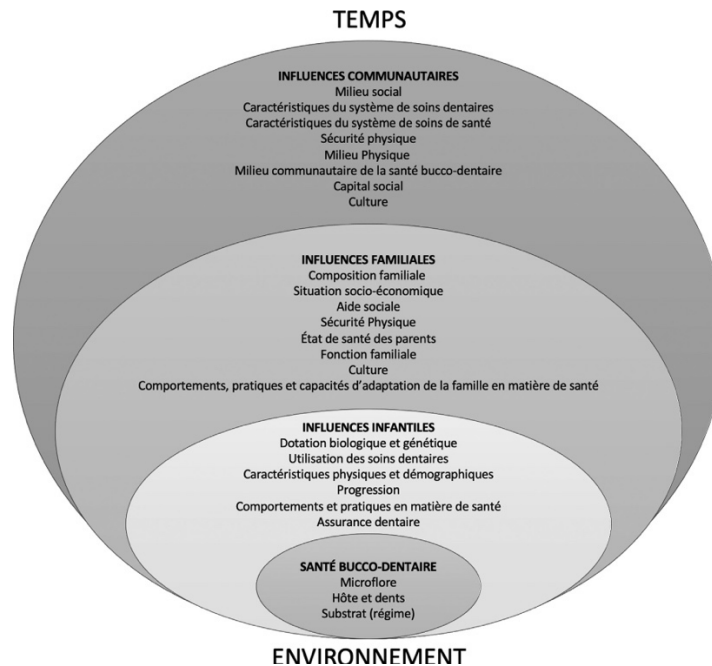 TEMPS
INFLUENCES COMMUNAUTAIRES
Milieu social
Caractéristiques du système de soins dentaires
Caractéristiques du système de soins de santé
Sécurité physique
Milieu Physique
Milieu communautaire de la santé bucco-dentaire
Capital social
Culture
INFLUENCES FAMILIALES
Composition familiale
Situation socio-économique
Aide sociale
Sécurité Physique
État de santé des parents
Fonction familiale
Culture
Comportements, pratiques et capacités d'adaptation de la famille en matière de santé
INFLUENCES INFANTILES
Dotation biologique et génétique
Utilisation des soins dentaires
Caractéristiques physiques et démographiques
Progression
Comportements et pratiques en matière de santé
Assurance dentaire
SANTÉ BUCCO-DENTAIRE
Microflore
Hôte et dents
Substrat (régime)
ENVIRONNEMENT